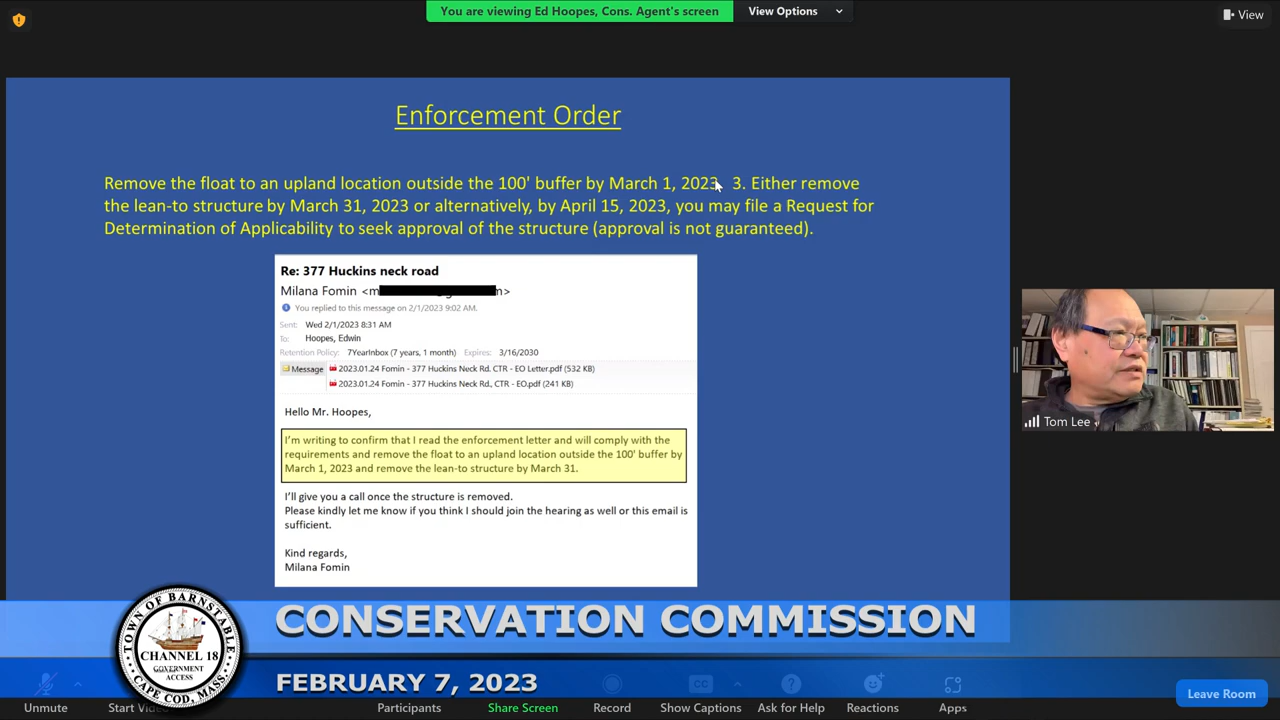 You are viewing Ed Hoopes, Cons. Agent's screen
View Options
View
Enforcement Order
Remove the float to an upland location outside the 100' buffer by March 1, 2023. 3. Either remove
the lean-to structure by March 31, 2023 or alternatively, by April 15, 2023, you may file a Request for
Determination of Applicability to seek approval of the structure (approval is not guaranteed).
Re: 377 Huckins neck road
Milana Fomin <m m>
You replied to this message on 2/1/2023 9:02 AM.
Sent: Wed 2/1/2023 8:31 AM
To: Hoopes, Edwin
Retention Policy: 7YearInbox (7 years, 1 month) Expires: 3/16/2030
Message 2023.01.24 Fomin - 377 Huckins Neck Rd. CTR - EO Letter.pdf (532 KB)
2023.01.24 Fomin - 377 Huckins Neck Rd., CTR - EO.pdf (241 KB)
Hello Mr. Hoopes,
I'm writing to confirm that I read the enforcement letter and will comply with the
requirements and remove the float to an upland location outside the 100' buffer by
March 1, 2023 and remove the lean-to structure by March 31.
I'll give you a call once the structure is removed.
Please kindly let me know if you think I should join the hearing as well or this email is
sufficient.
Kind regards,
Milana Fomin
Tom Lee
TOWN OF BARNSTABLE
CHANNEL 18
GOVERNMENT
ACCESS
CAPE COD, MASS.
CONSERVATION COMMISSION
FEBRUARY 7, 2023
Unmute
Start Vid
Participants
Share Screen
Record
CC
Show Captions
Ask for Help
Reactions
Apps
Leave Room